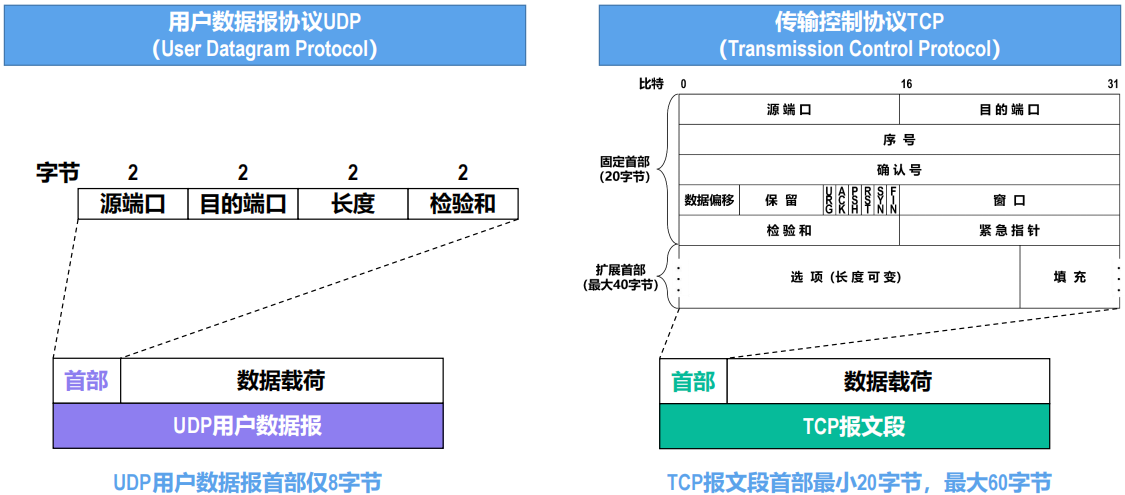 用户数据报协议UDP
（User Datagram Protocol）
字节 2 2 2 2
源端口 目的端口 长度 检验和
首部 数据载荷
UDP用户数据报
UDP用户数据报首部仅8字节
传输控制协议TCP
（Transmission Control Protocol）
比特 0 16 31
源端口 目的端口
序号
确认号
固定首部
(20字节)
数据偏移 保留 URG ACK PSH RST SYN FIN 窗口
检验和 紧急指针
扩展首部
(最大40字节)
选项 (长度可变) 填充
首部 数据载荷
TCP报文段
TCP报文段首部最小20字节，最大60字节